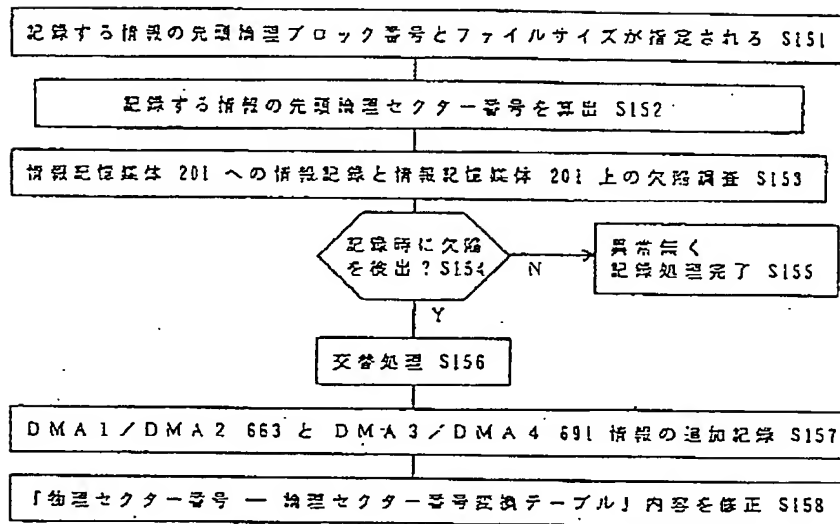 記録する情報の先頭論理ブロック番号とファイルサイズが指定される S151
記録する情報の先頭論理セクター番号を算出 S152
情報記憶媒体 201 への情報記録と情報記憶媒体 201 上の欠陥調査 S153
記録時に欠陥
を検出？S154
N
異常無く
記録処理完了 S155
Y
交替処理 S156
DMA1／DMA2 663 と DMA3／DMA4 691 情報の追加記録 S157
「物理セクター番号 — 論理セクター番号変換テーブル」内容を修正 S158